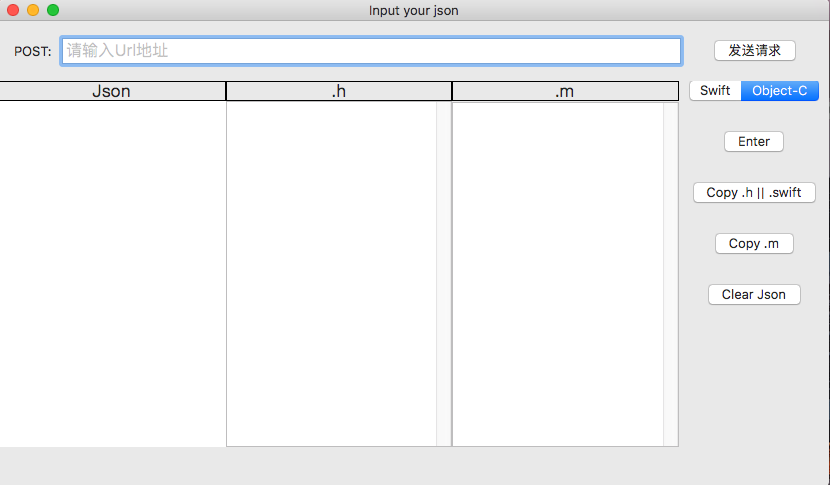 Input your json
POST: 请输入Url地址 发送请求
Json .h .m Swift Object-C
Enter
Copy .h || .swift
Copy .m
Clear Json